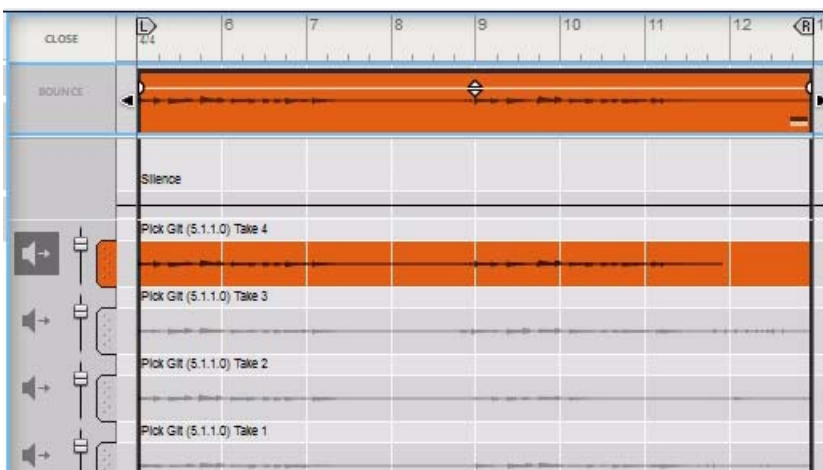 CLOSE
L 6 7 8 9 10 11 12 R 1
4/4
BOUNCE
Silence
Pick Git (5.1.1.0) Take 4
Pick Git (5.1.1.0) Take 3
Pick Git (5.1.1.0) Take 2
Pick Git (5.1.1.0) Take 1